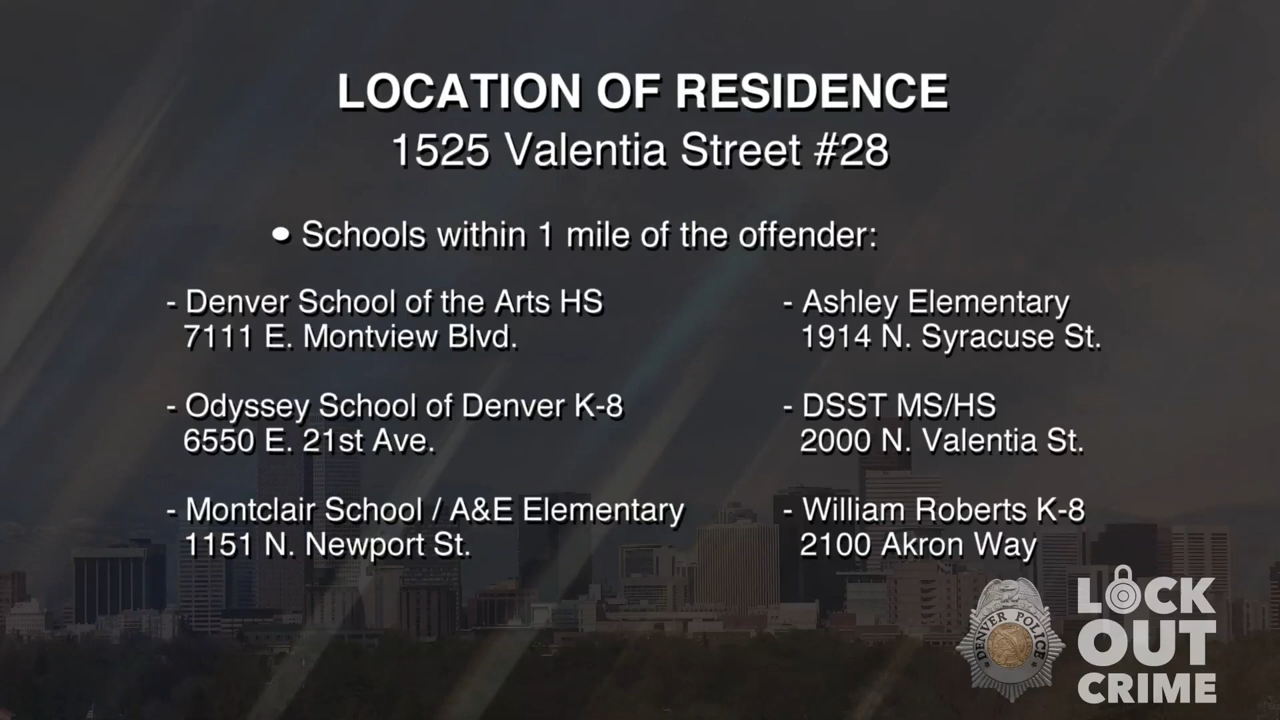 LOCATION OF RESIDENCE
1525 Valentia Street #28
• Schools within 1 mile of the offender:
- Denver School of the Arts HS
7111 E. Montview Blvd.
- Odyssey School of Denver K-8
6550 E. 21st Ave.
- Montclair School / A&E Elementary
1151 N. Newport St.
- Ashley Elementary
1914 N. Syracuse St.
- DSST MS/HS
2000 N. Valentia St.
- William Roberts K-8
2100 Akron Way
DENVER POLICE
LOCK
OUT
CRIME